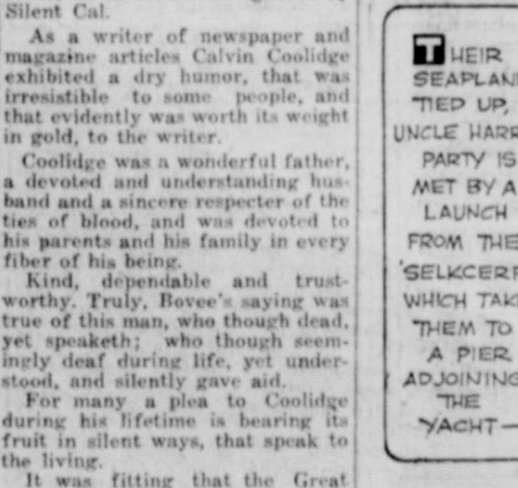 Silent Cal.
As a writer of newspaper and
magazine articles Calvin Coolidge
exhibited a dry humor, that was
irresistible to some people, and
that evidently was worth its weight
in gold, to the writer.
Coolidge was a wonderful father,
a devoted and understanding hus-
band and a sincere respecter of the
ties of blood, and was devoted to
his parents and his family in every
fiber of his being.
Kind, dependable and trust-
worthy. Truly, Bovee's saying was
true of this man, who though dead,
yet speaketh; who though seem-
ingly deaf during life, yet under-
stood, and silently gave aid.
For many a plea to Coolidge
during his lifetime is bearing its
fruit in silent ways, that speak to
the living.
It was fitting that the Great
THEIR
SEAPLAN
TIED UP,
UNCLE HARR
PARTY IS
MET BY A
LAUNCH
FROM THE
'SELKCERF
WHICH TAK
THEM TO
A PIER
ADJOINING
THE
YACHT—